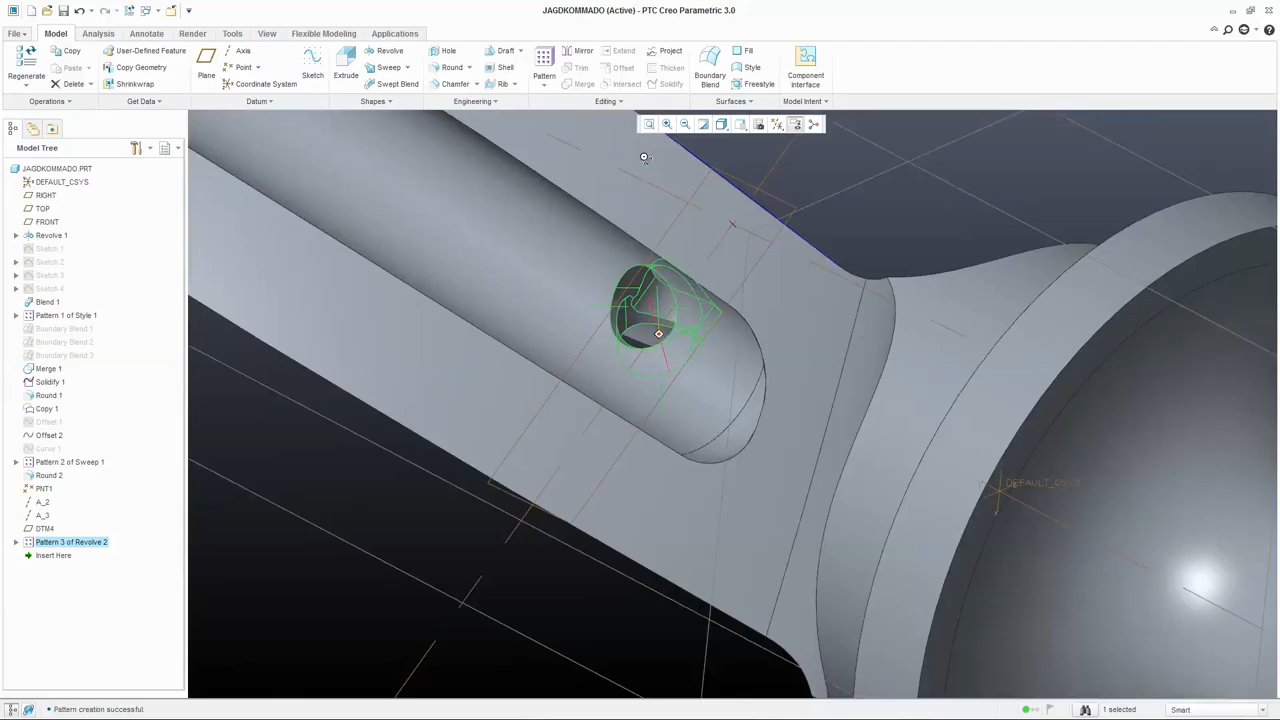 JAGDKOMMADO (Active) - PTC Creo Parametric 3.0
File Model Analysis Annotate Render Tools View Flexible Modeling Applications
Copy User-Defined Feature Axis Revolve Hole Draft Mirror Extend Project Fill
Paste Copy Geometry Point Sweep Round Shell Trim Offset Thicken Style
Regenerate Delete Shrinkwrap Plane Coordinate System Sketch Extrude Swept Blend Chamfer Rib Pattern Merge Intersect Solidify Boundary Blend Freestyle Component Interface
Operations Get Data Datum Shapes Engineering Editing Surfaces Model Intent
Model Tree
JAGDKOMMADO.PRT
DEFAULT_CSYS
RIGHT
TOP
FRONT
Revolve 1
Sketch 1
Sketch 2
Sketch 3
Sketch 4
Blend 1
Pattern 1 of Style 1
Boundary Blend 1
Boundary Blend 2
Boundary Blend 3
Merge 1
Solidify 1
Round 1
Copy 1
Offset 1
Offset 2
Curve 1
Pattern 2 of Sweep 1
Round 2
PNT1
A_2
A_3
DTM4
Pattern 3 of Revolve 2
Insert Here
DEFAULT_CSYS
Pattern creation successful.
1 selected
Smart